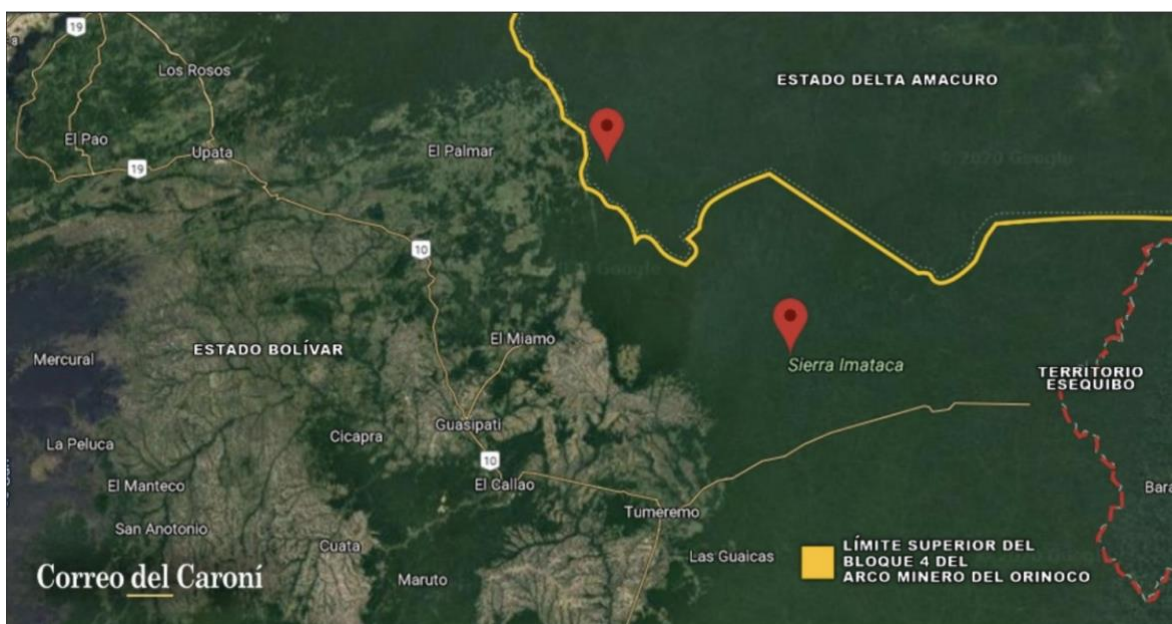 19
Los Rosos
ESTADO DELTA AMACURO
El Pao
Upata
El Palmar
19
© 2020 Google
10
Google
El Miamo
ESTADO BOLÍVAR
Mercural
Sierra Imataca
TERRITORIO
ESEQUIBO
Guasipati
Cicapra
La Peluca
10
El Callao
El Manteco
Bara
Tumeremo
San Anotonio
Cuata
Las Guaicas
LÍMITE SUPERIOR DEL
BLOQUE 4 DEL
ARCO MINERO DEL ORINOCO
Maruto
Correo del Caroní